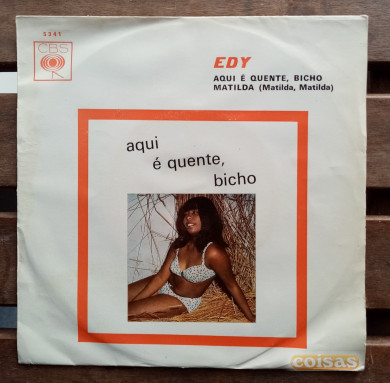 5341
CBS
EDY
AQUI É QUENTE, BICHO
MATILDA (Matilda, Matilda)
aqui
é quente,
bicho
coisas